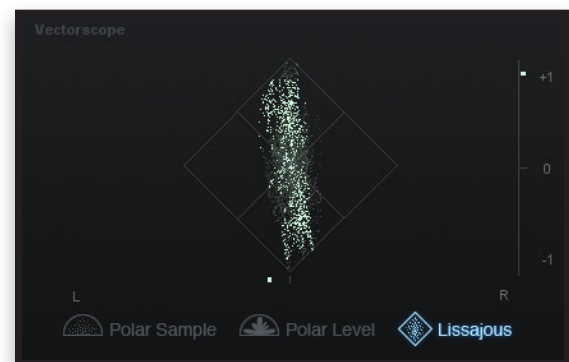 Vectorscope
+1
0
-1
L
R
Polar Sample
Polar Level
Lissajous